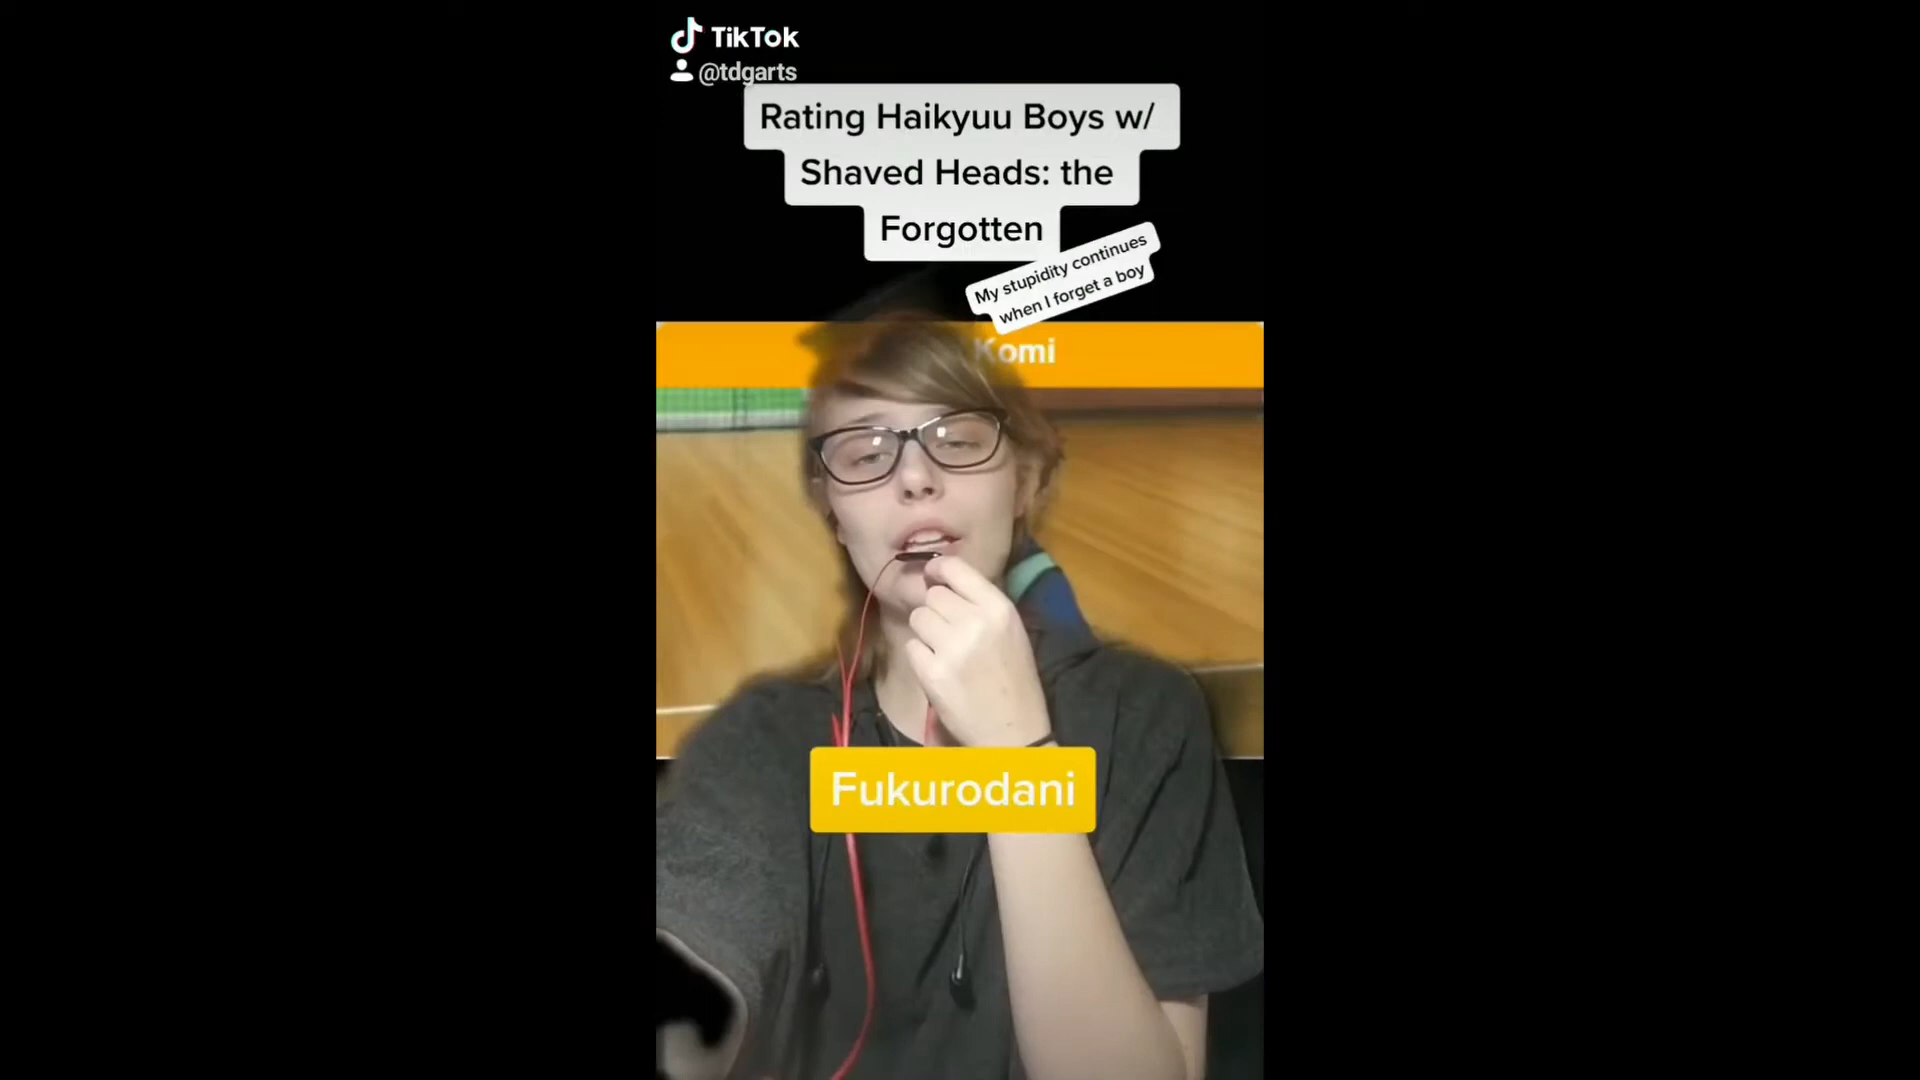 TikTok
@tdgarts
Rating Haikyuu Boys w/
Shaved Heads: the
Forgotten
My stupidity continues
when I forget a boy
Komi
Fukurodani